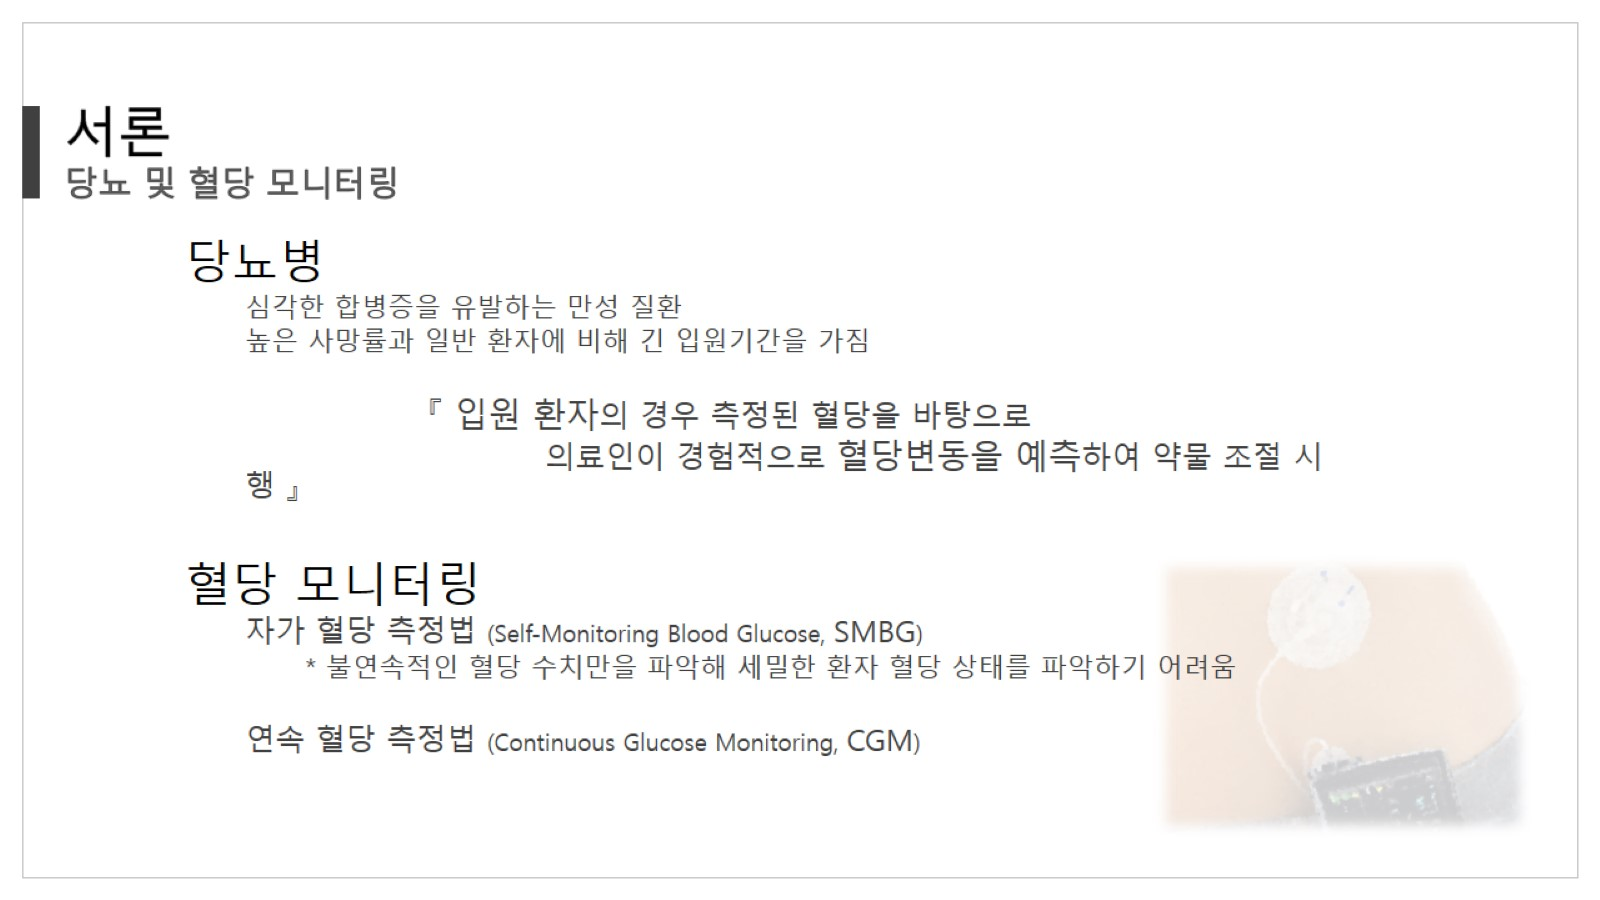 서론
당뇨 및 혈당 모니터링
당뇨병
심각한 합병증을 유발하는 만성 질환
높은 사망률과 일반 환자에 비해 긴 입원기간을 가짐
『 입원 환자의 경우 측정된 혈당을 바탕으로
의료인이 경험적으로 혈당변동을 예측하여 약물 조절 시
행 』
혈당 모니터링
자가 혈당 측정법 (Self-Monitoring Blood Glucose, SMBG)
* 불연속적인 혈당 수치만을 파악해 세밀한 환자 혈당 상태를 파악하기 어려움
연속 혈당 측정법 (Continuous Glucose Monitoring, CGM)